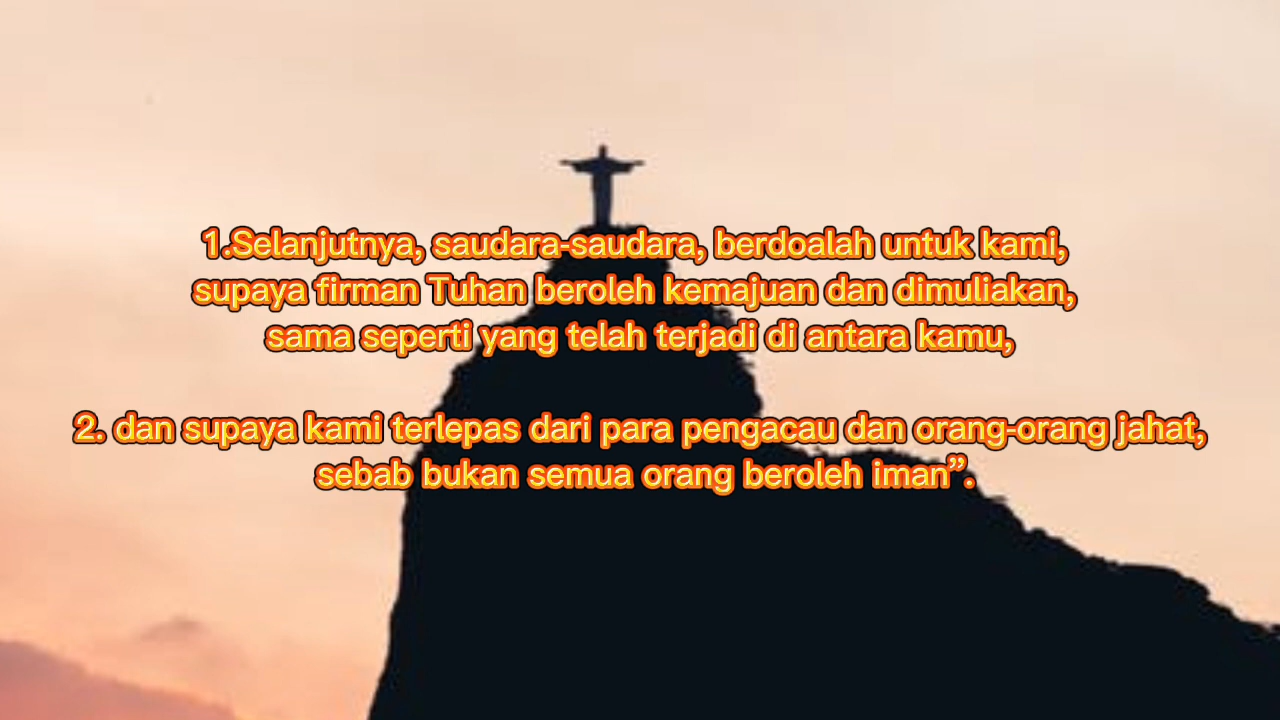 1.Selanjutnya, saudara-saudara, berdoalah untuk kami,
supaya firman Tuhan beroleh kemajuan dan dimuliakan,
sama seperti yang telah terjadi di antara kamu,
2. dan supaya kami terlepas dari para pengacau dan orang-orang jahat,
sebab bukan semua orang beroleh iman”.